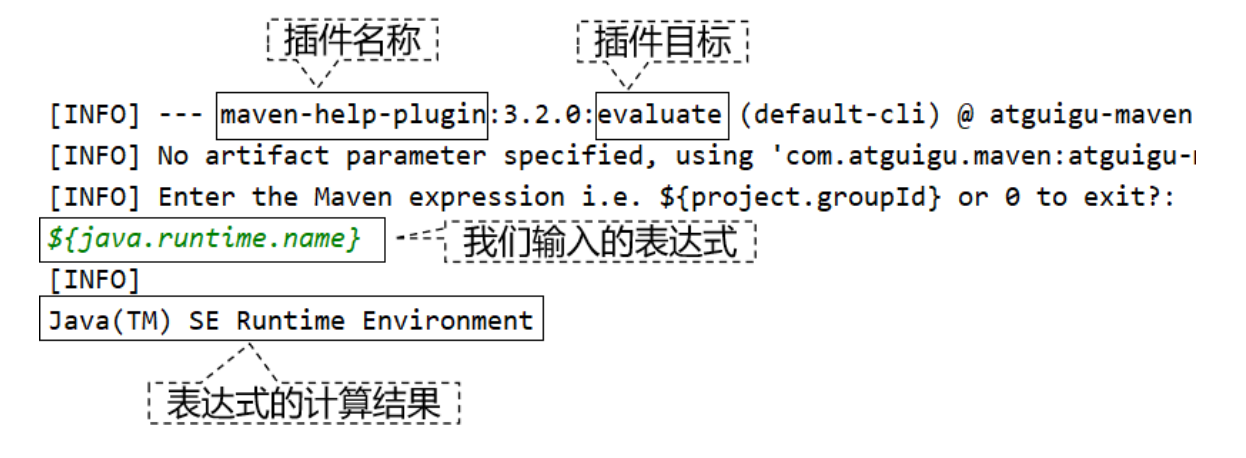 插件名称 插件目标
[INFO] --- maven-help-plugin:3.2.0:evaluate (default-cli) @ atguigu-maven
[INFO] No artifact parameter specified, using 'com.atguigu.maven:atguigu-
[INFO] Enter the Maven expression i.e. ${project.groupId} or 0 to exit?:
${java.runtime.name} 我们输入的表达式
[INFO]
Java(TM) SE Runtime Environment
表达式的计算结果